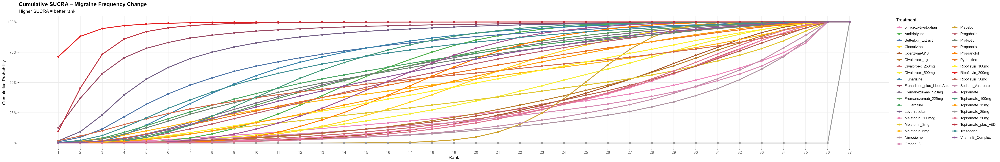 Cumulative SUCRA – Migraine Frequency Change
Higher SUCRA = better rank
Cumulative Probability
100%
75%
50%
25%
0%
1 2 3 4 5 6 7 8 9 10 11 12 13 14 15 16 17 18 19 20 21 22 23 24 25 26 27 28 29 30 31 32 33 34 35 36 37
Rank
Treatment
5Hydroxytryptophan
Amitriptyline
Butterbur_Extract
Cinnarizine
CoenzymeQ10
Divalproex_1g
Divalproex_250mg
Divalproex_500mg
Flunarizine
Flunarizine_plus_LipoicAcid
Fremanezumab_120mg
Fremanezumab_225mg
L_Carnitine
Levetiracetam
Melatonin_300mcg
Melatonin_3mg
Melatonin_6mg
Nimodipine
Omega_3
Placebo
Pregabalin
Probiotic
Propanolol
Propranolol
Pyridoxine
Riboflavin_100mg
Riboflavin_200mg
Riboflavin_50mg
Sodium_Valproate
Topiramate
Topiramate_100mg
Topiramate_15mg
Topiramate_25mg
Topiramate_50mg
Topiramate_plus_VitD
Trazodone
VitaminB_Complex